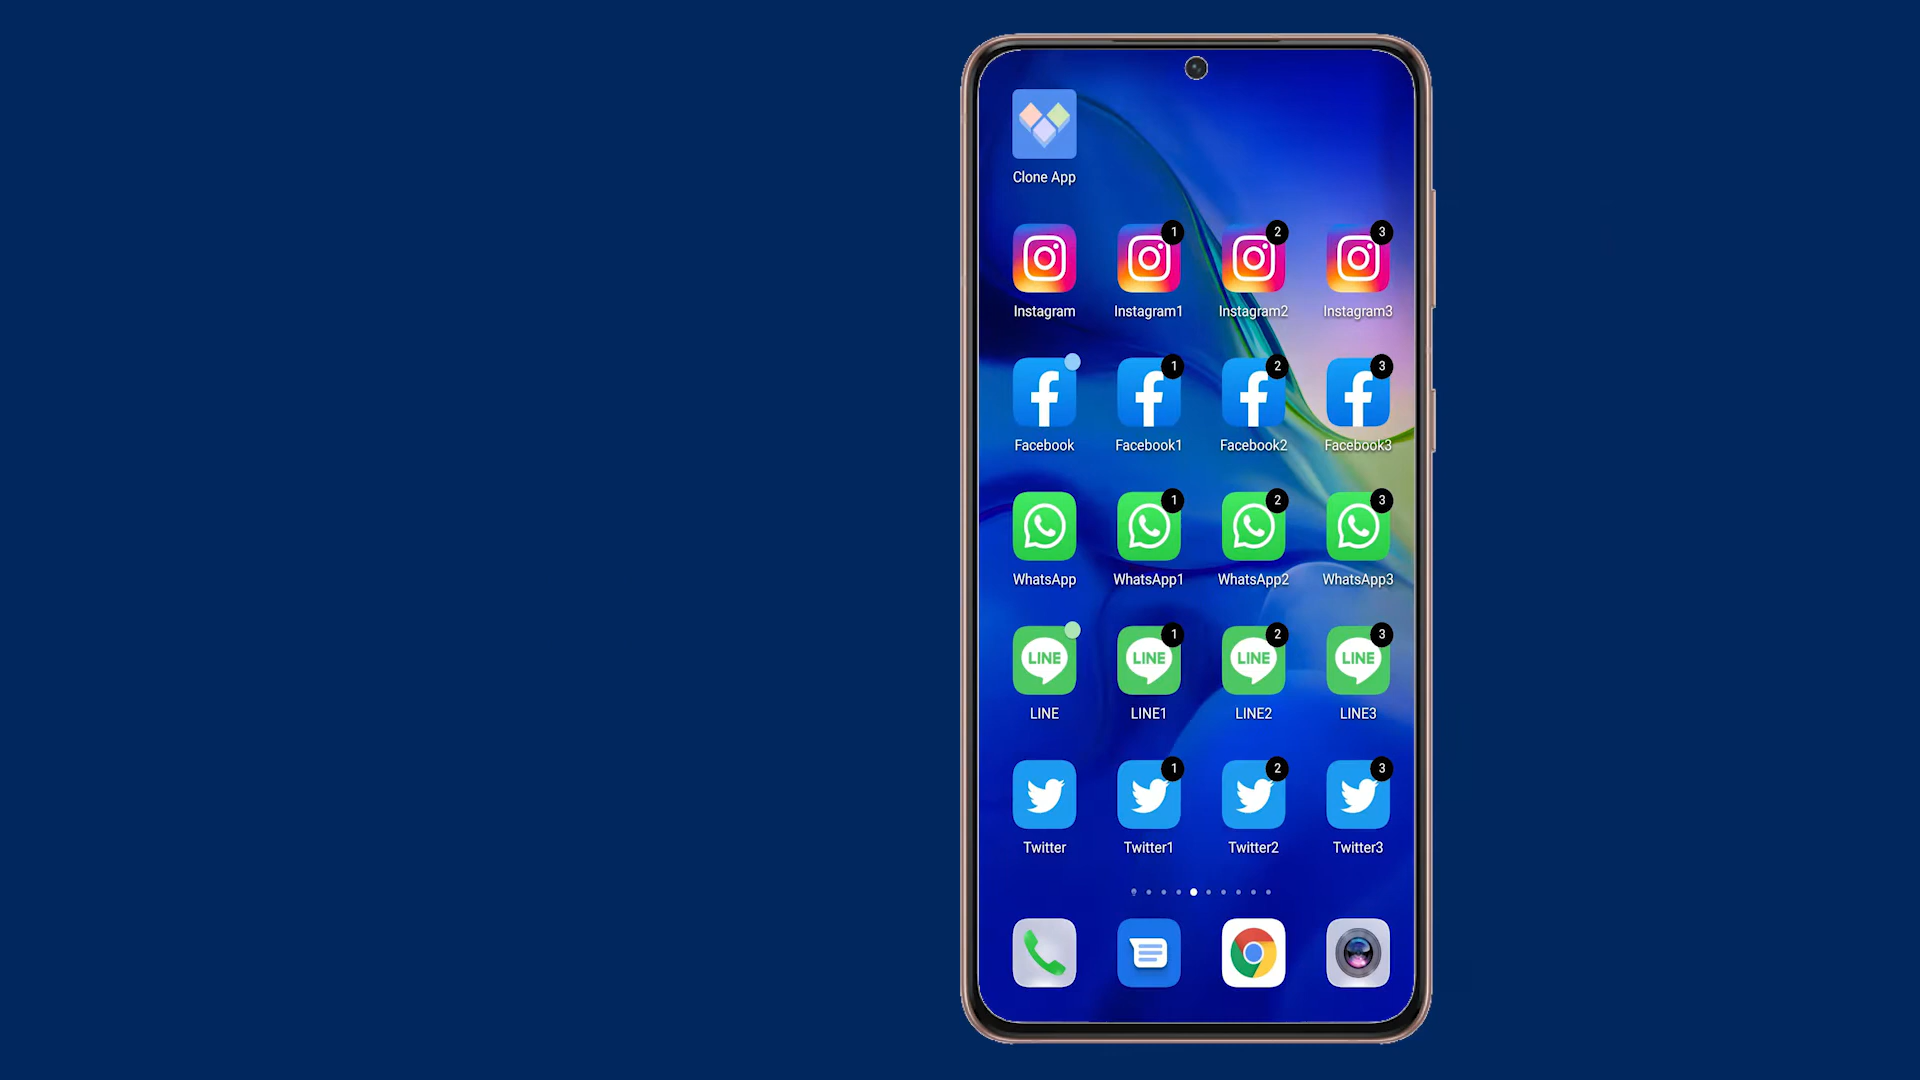 Clone App
1 2 3
Instagram Instagram1 Instagram2 Instagram3
1 2 3
Facebook Facebook1 Facebook2 Facebook3
1 2 3
WhatsApp WhatsApp1 WhatsApp2 WhatsApp3
1 2 3
LINE LINE LINE LINE
LINE LINE1 LINE2 LINE3
1 2 3
Twitter Twitter1 Twitter2 Twitter3